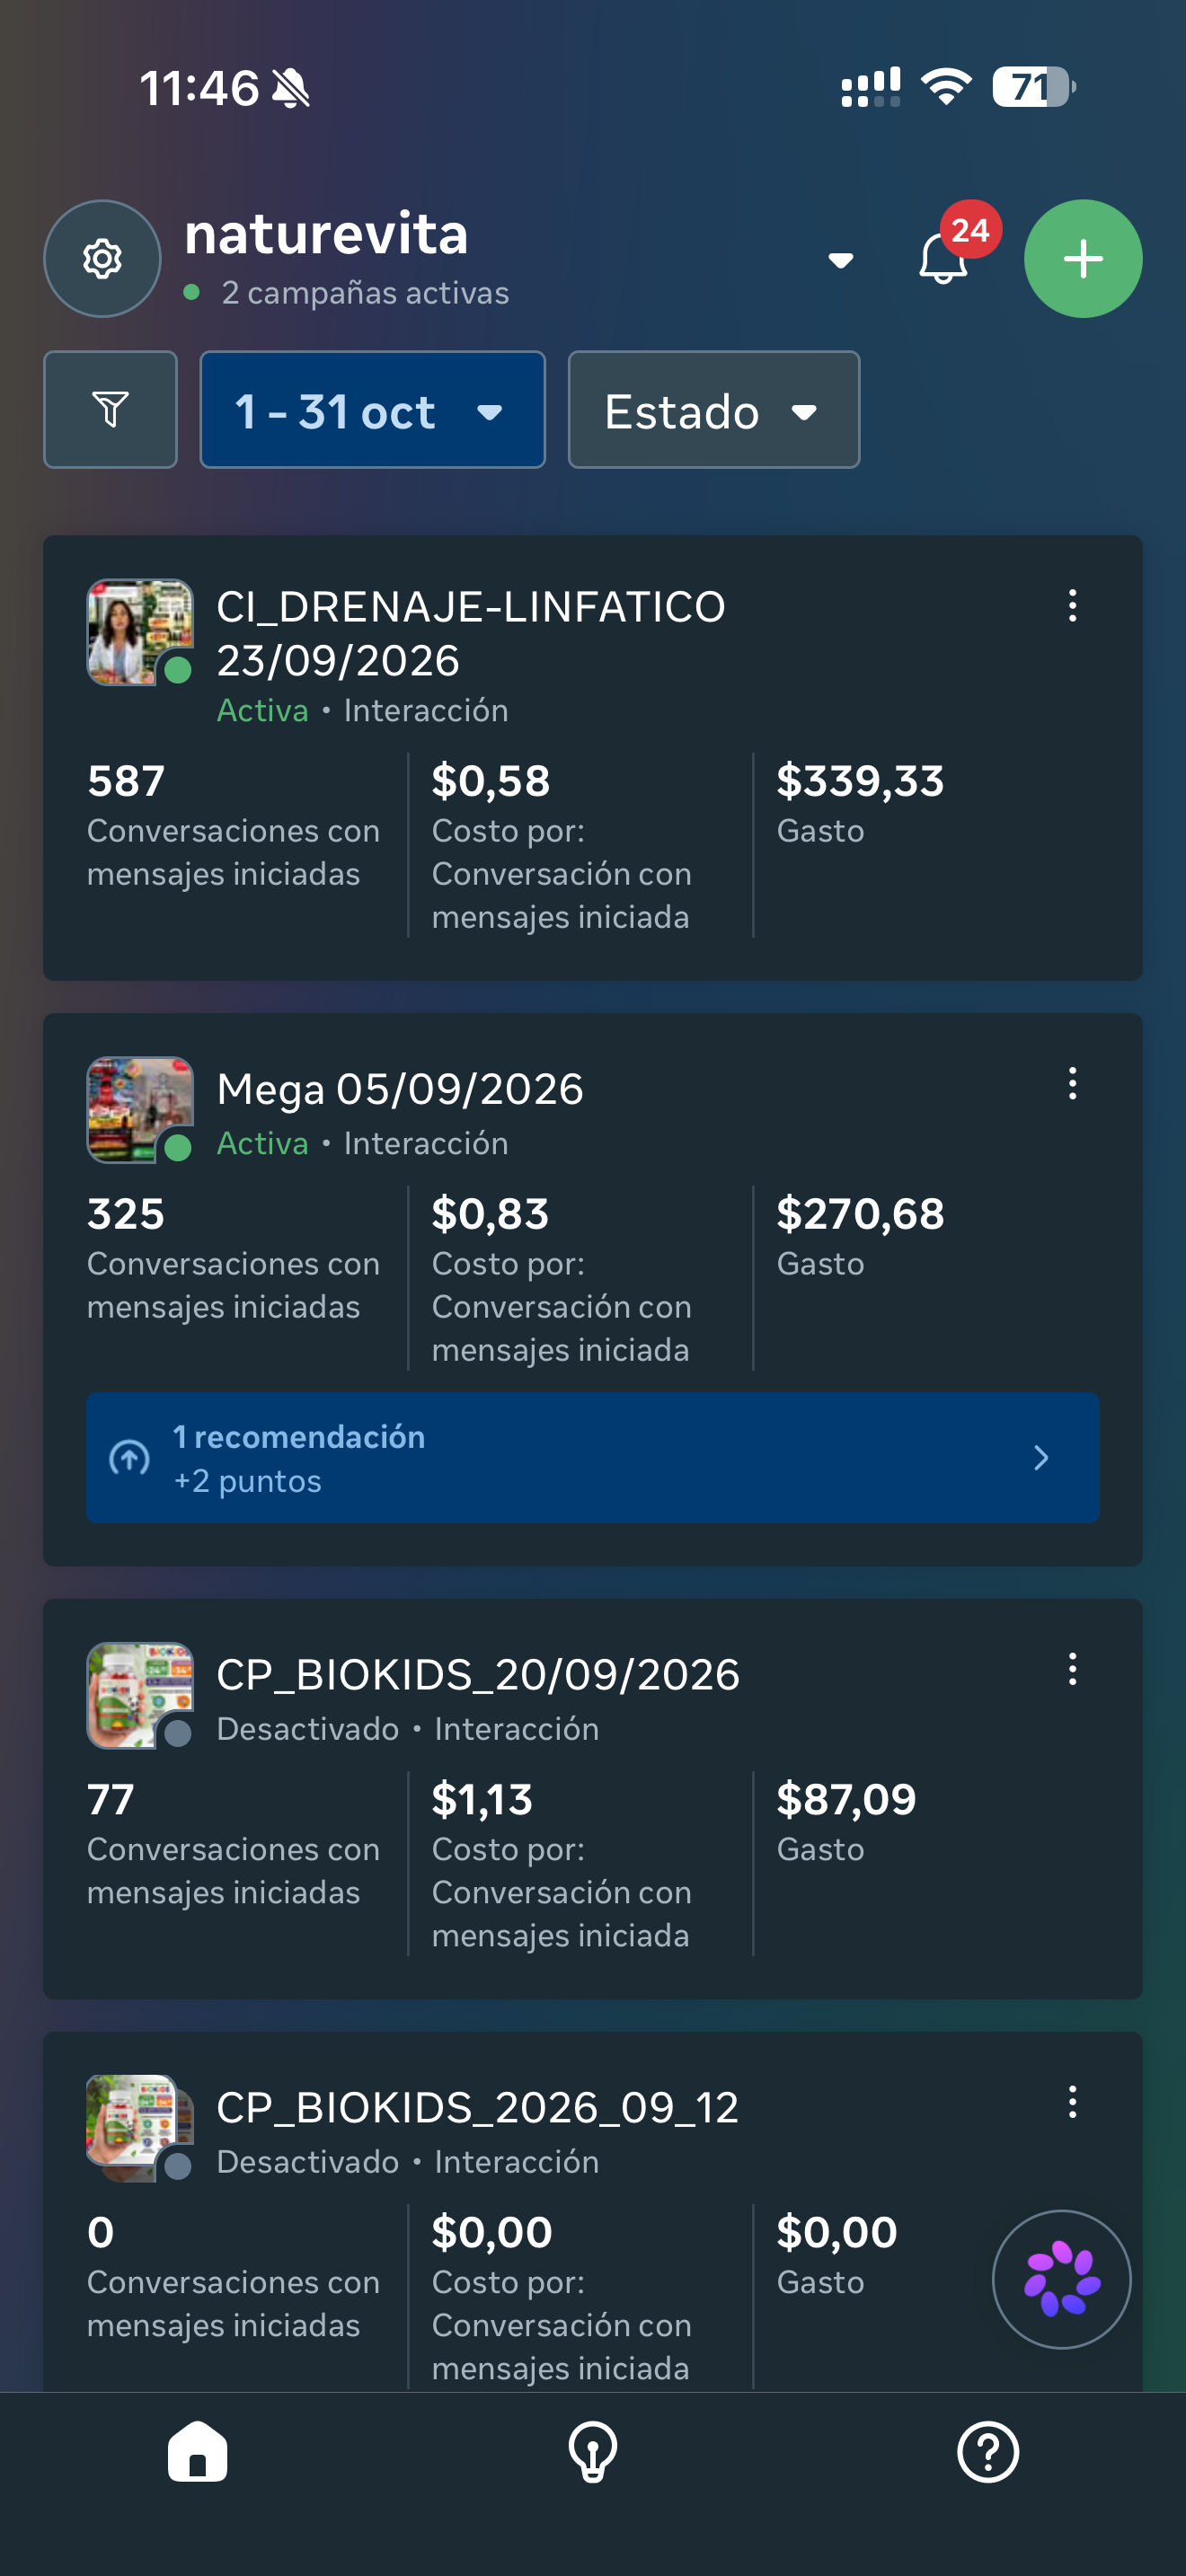 11:46
71
naturevita
24
2 campañas activas
1 - 31 oct
Estado
CI_DRENAJE-LINFATICO
23/09/2026
Activa • Interacción
587
$0,58
$339,33
Conversaciones con
mensajes iniciadas
Costo por:
Conversación con
mensajes iniciada
Gasto
Mega 05/09/2026
Activa • Interacción
325
$0,83
$270,68
Conversaciones con
mensajes iniciadas
Costo por:
Conversación con
mensajes iniciada
Gasto
1 recomendación
+2 puntos
CP_BIOKIDS_20/09/2026
Desactivado • Interacción
77
$1,13
$87,09
Conversaciones con
mensajes iniciadas
Costo por:
Conversación con
mensajes iniciada
Gasto
CP_BIOKIDS_2026_09_12
Desactivado • Interacción
0
$0,00
$0,00
Conversaciones con
mensajes iniciadas
Costo por:
Conversación con
mensajes iniciada
Gasto